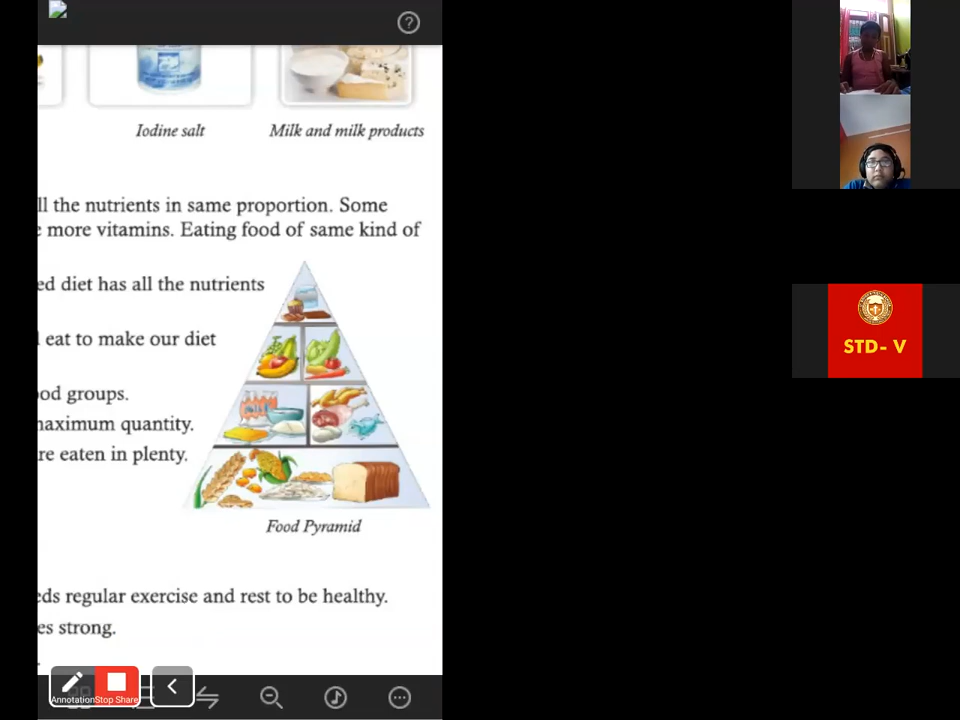 Iodine salt
Milk and milk products
ll the nutrients in same proportion. Some
e more vitamins. Eating food of same kind of
ed diet has all the nutrients
l eat to make our diet
ood groups.
naximum quantity.
re eaten in plenty.
Food Pyramid
eds regular exercise and rest to be healthy.
es strong.
Annotation
Stop Share
STD- V